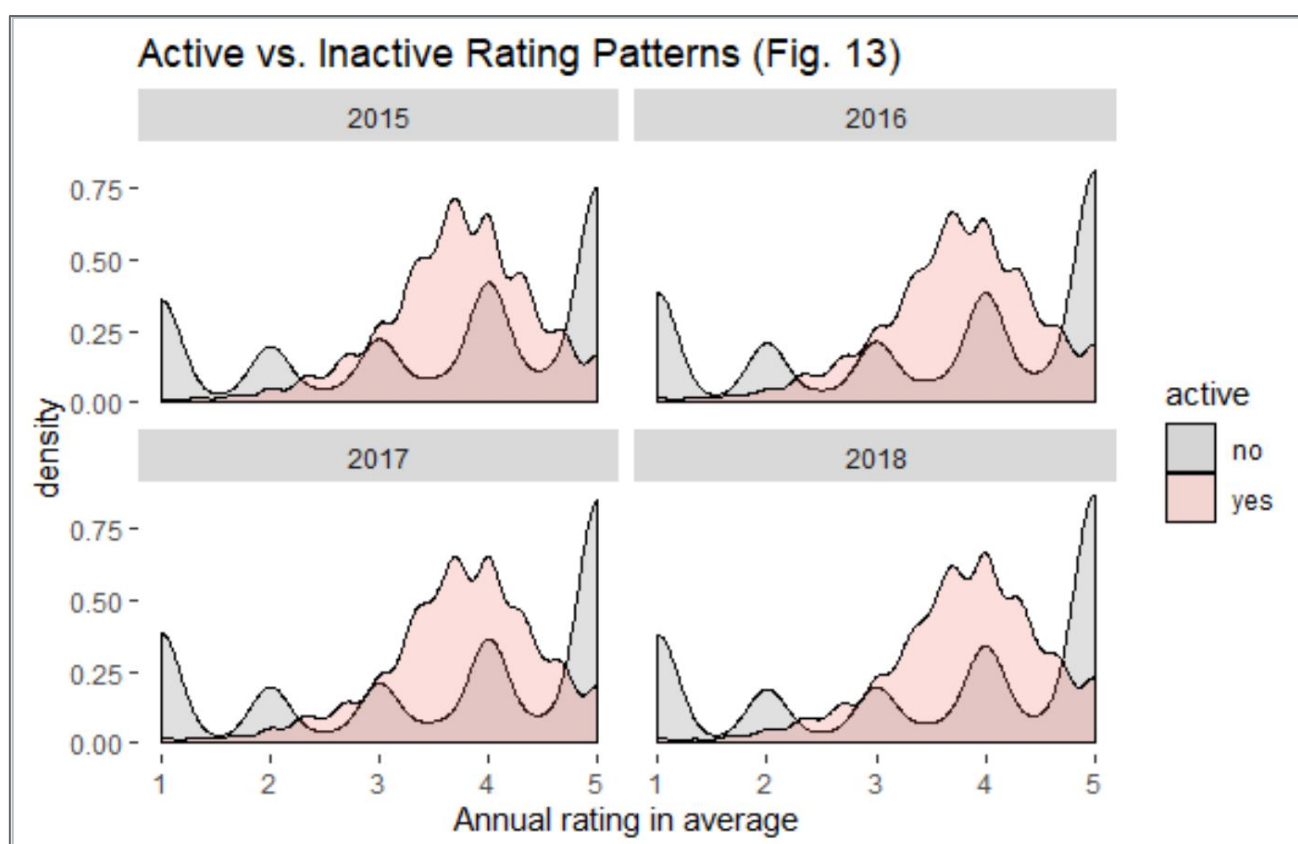 Active vs. Inactive Rating Patterns (Fig. 13)
2015
2016
0.75
0.50
0.25
0.00
density
2017
2018
0.75
0.50
0.25
0.00
1 2 3 4 5
1 2 3 4 5
Annual rating in average
active
no
yes